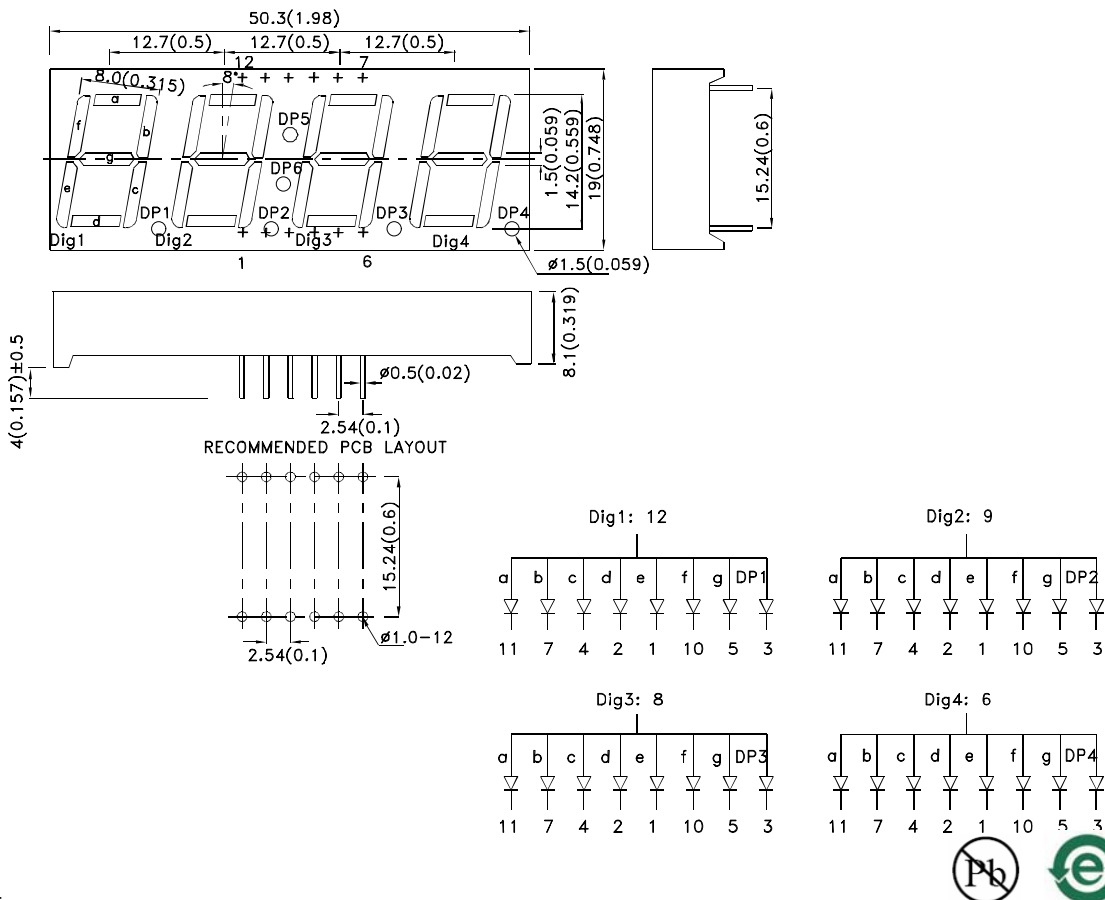 50.3(1.98)
12.7(0.5) 12.7(0.5) 12.7(0.5)
12 7
8.0(0.315) 8°
a
f b
g
e c
d
DP5
DP6
DP1 DP2 DP3 DP4
Dig1 Dig2 Dig3 Dig4
1 6
1.5(0.059)
14.2(0.559)
19(0.748)
ø1.5(0.059)
15.24(0.6)
8.1(0.319)
4(0.157)±0.5
ø0.5(0.02)
2.54(0.1)
RECOMMENDED PCB LAYOUT
15.24(0.6)
ø1.0-12
2.54(0.1)
Dig1: 12
a b c d e f g DP1
11 7 4 2 1 10 5 3
Dig2: 9
a b c d e f g DP2
11 7 4 2 1 10 5 3
Dig3: 8
a b c d e f g DP3
11 7 4 2 1 10 5 3
Dig4: 6
a b c d e f g DP4
11 7 4 2 1 10 5 3
Pb
e